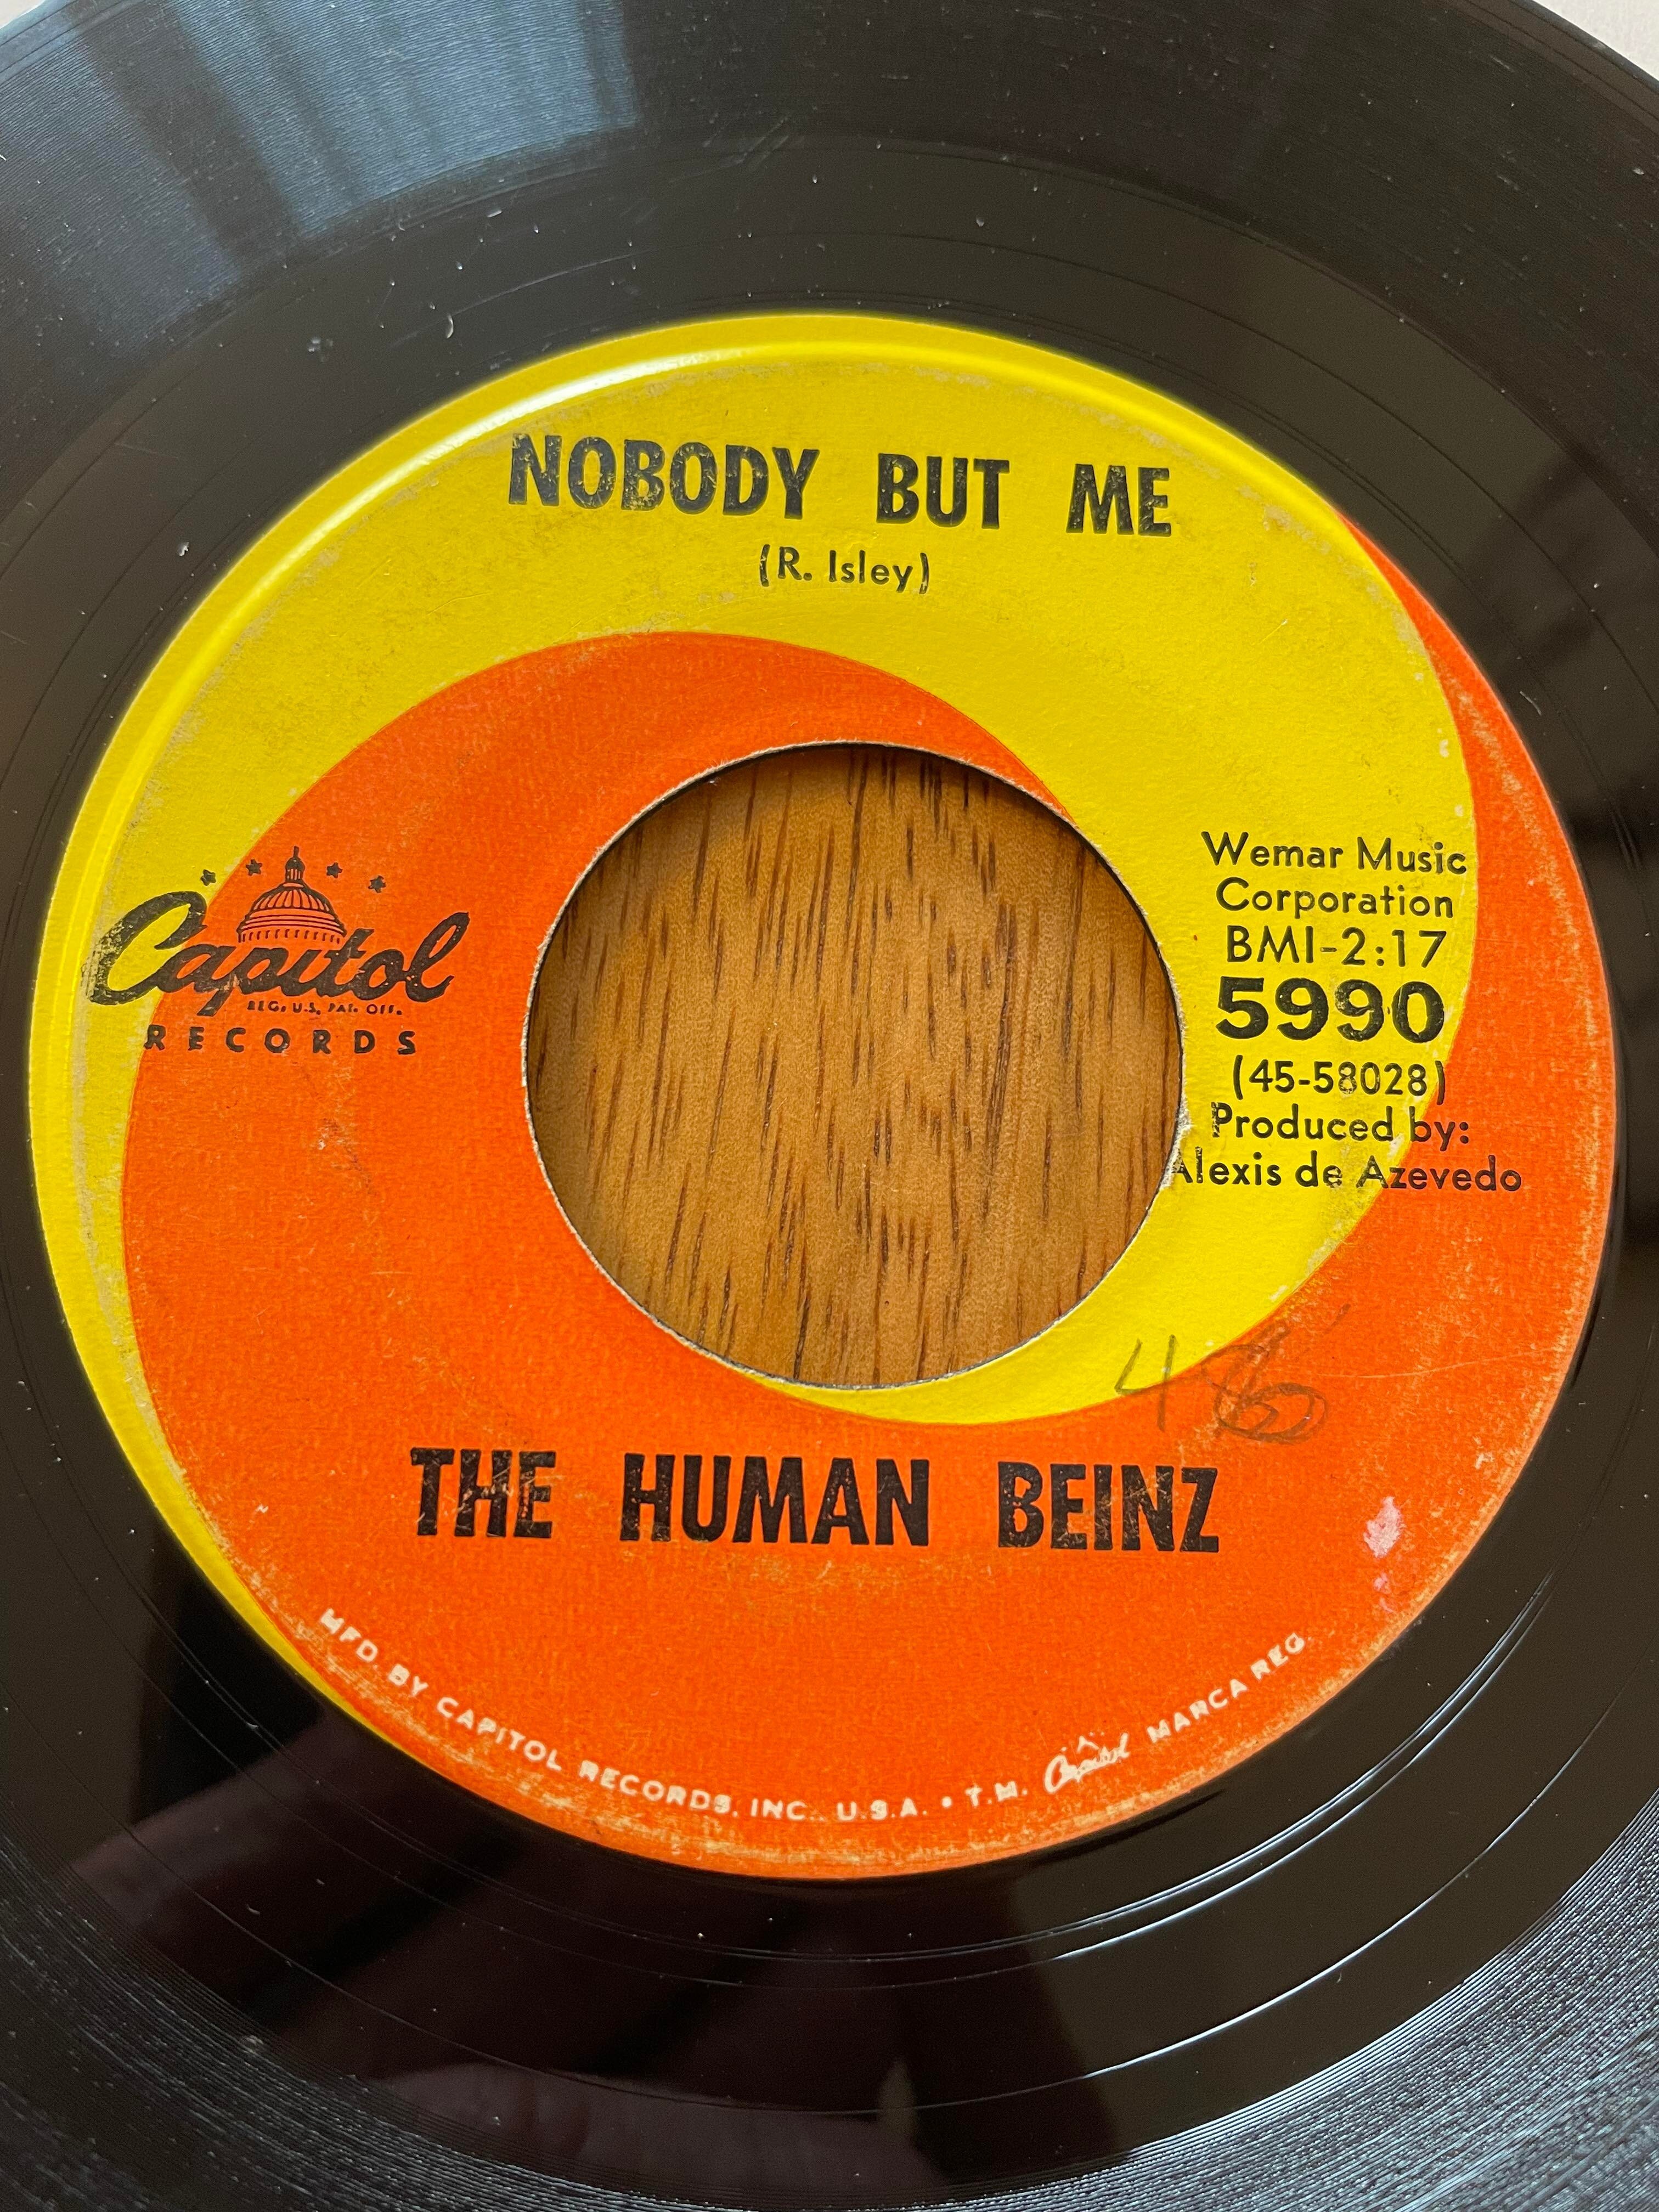 NOBODY BUT ME
(R. Isley)
Capitol
REG. U.S. PAT. OFF.
RECORDS
Wemar Music
Corporation
BMI-2:17
5990
(45-58028)
Produced by:
Alexis de Azevedo
THE HUMAN BEINZ
MFD. BY CAPITOL RECORDS, INC., U.S.A. • T.M. Capitol MARCA REG.